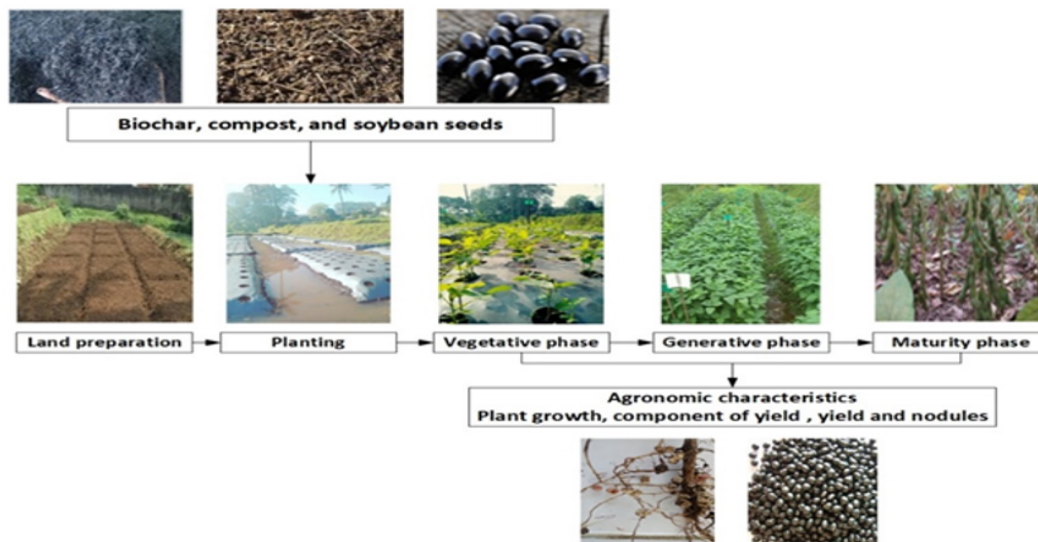 Biochar, compost, and soybean seeds
Land preparation
Planting
Vegetative phase
Generative phase
Maturity phase
Agronomic characteristics
Plant growth, component of yield , yield and nodules